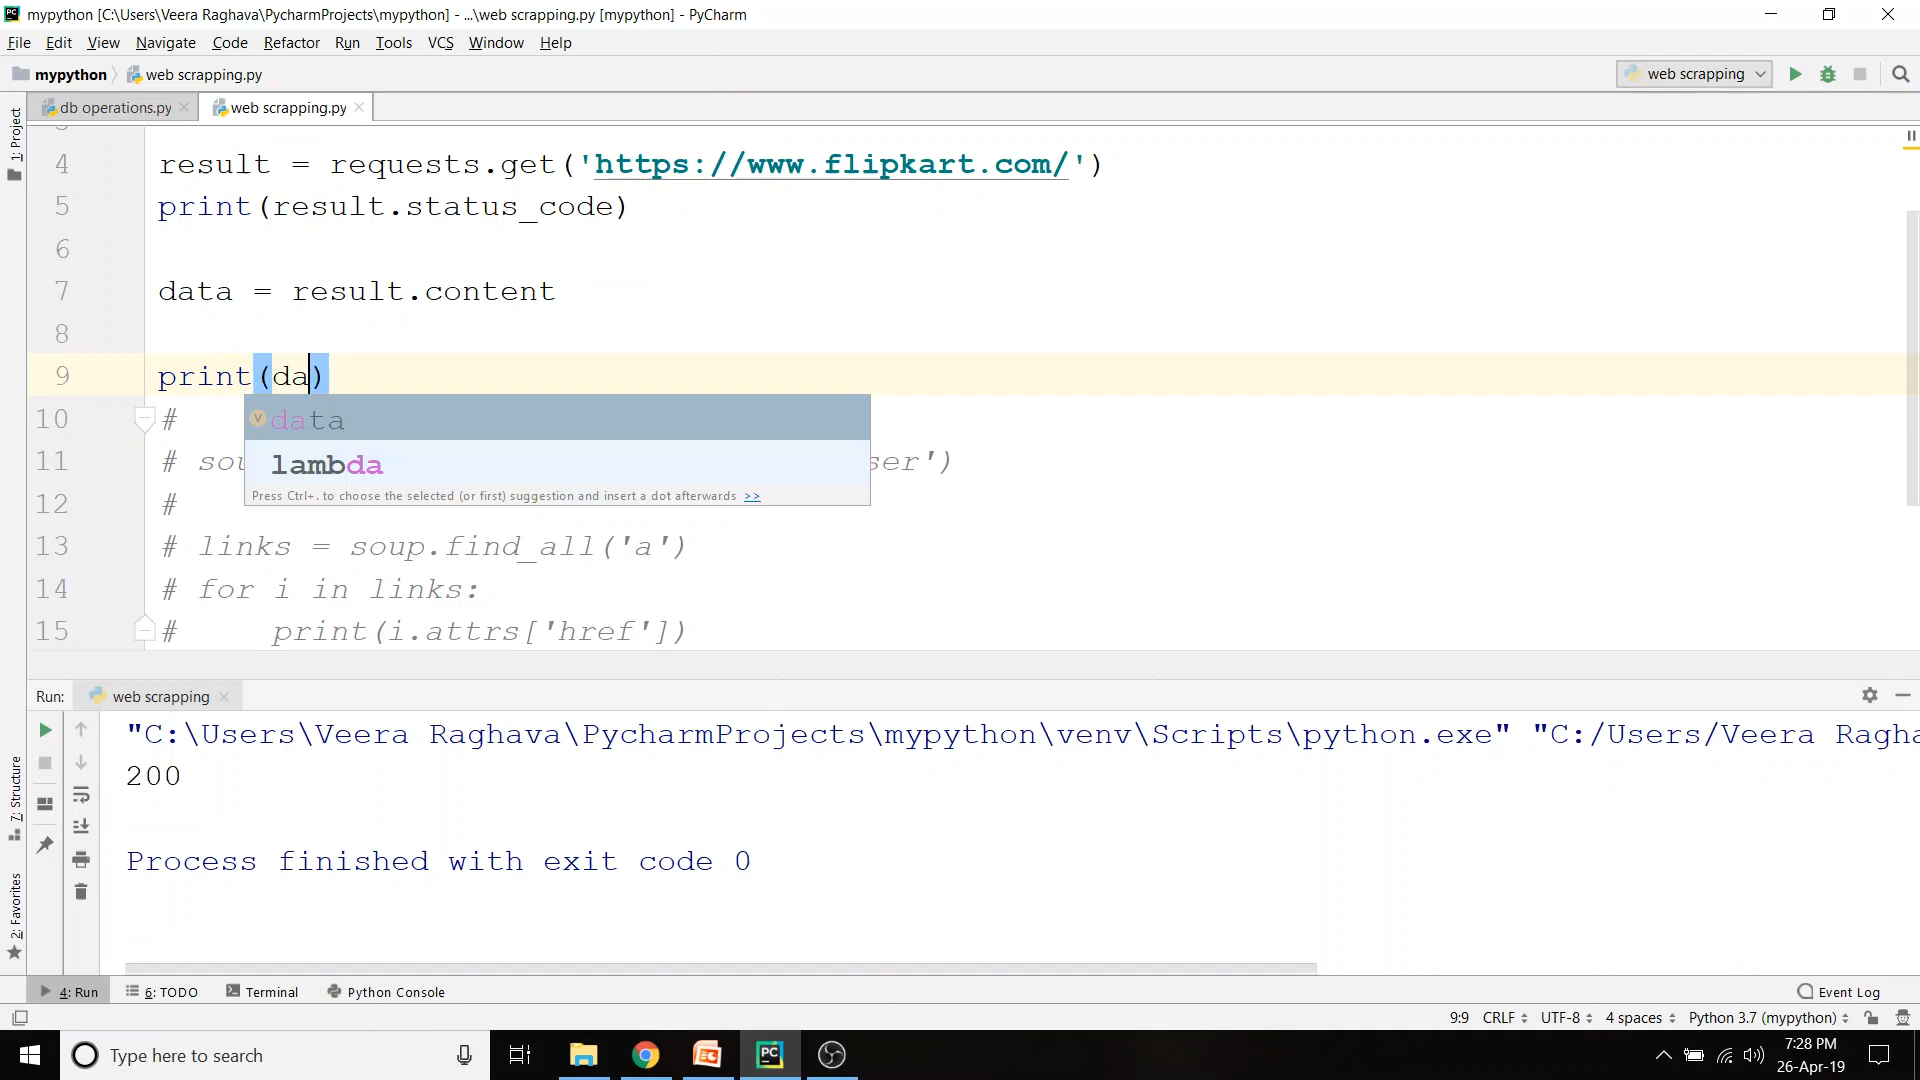 mypython [C:\Users\Veera Raghava\PycharmProjects\mypython] - ...\web scrapping.py [mypython] - PyCharm
File Edit View Navigate Code Refactor Run Tools VCS Window Help
mypython web scrapping.py web scrapping
db operations.py web scrapping.py
1: Project
4 result = requests.get('https://www.flipkart.com/')
5 print(result.status_code)
6
7 data = result.content
8
9 print(da)
10 #
data
11 # sou ser')
lambda
Press Ctrl+. to choose the selected (or first) suggestion and insert a dot afterwards >>
12 #
13 # links = soup.find_all('a')
14 # for i in links:
15 # print(i.attrs['href'])
Run: web scrapping
"C:\Users\Veera Raghava\PycharmProjects\mypython\venv\Scripts\python.exe" "C:/Users/Veera Ragha
200
Process finished with exit code 0
7: Structure
2: Favorites
4: Run 6: TODO Terminal Python Console Event Log
9:9 CRLF UTF-8 4 spaces Python 3.7 (mypython)
Type here to search
7:28 PM
26-Apr-19